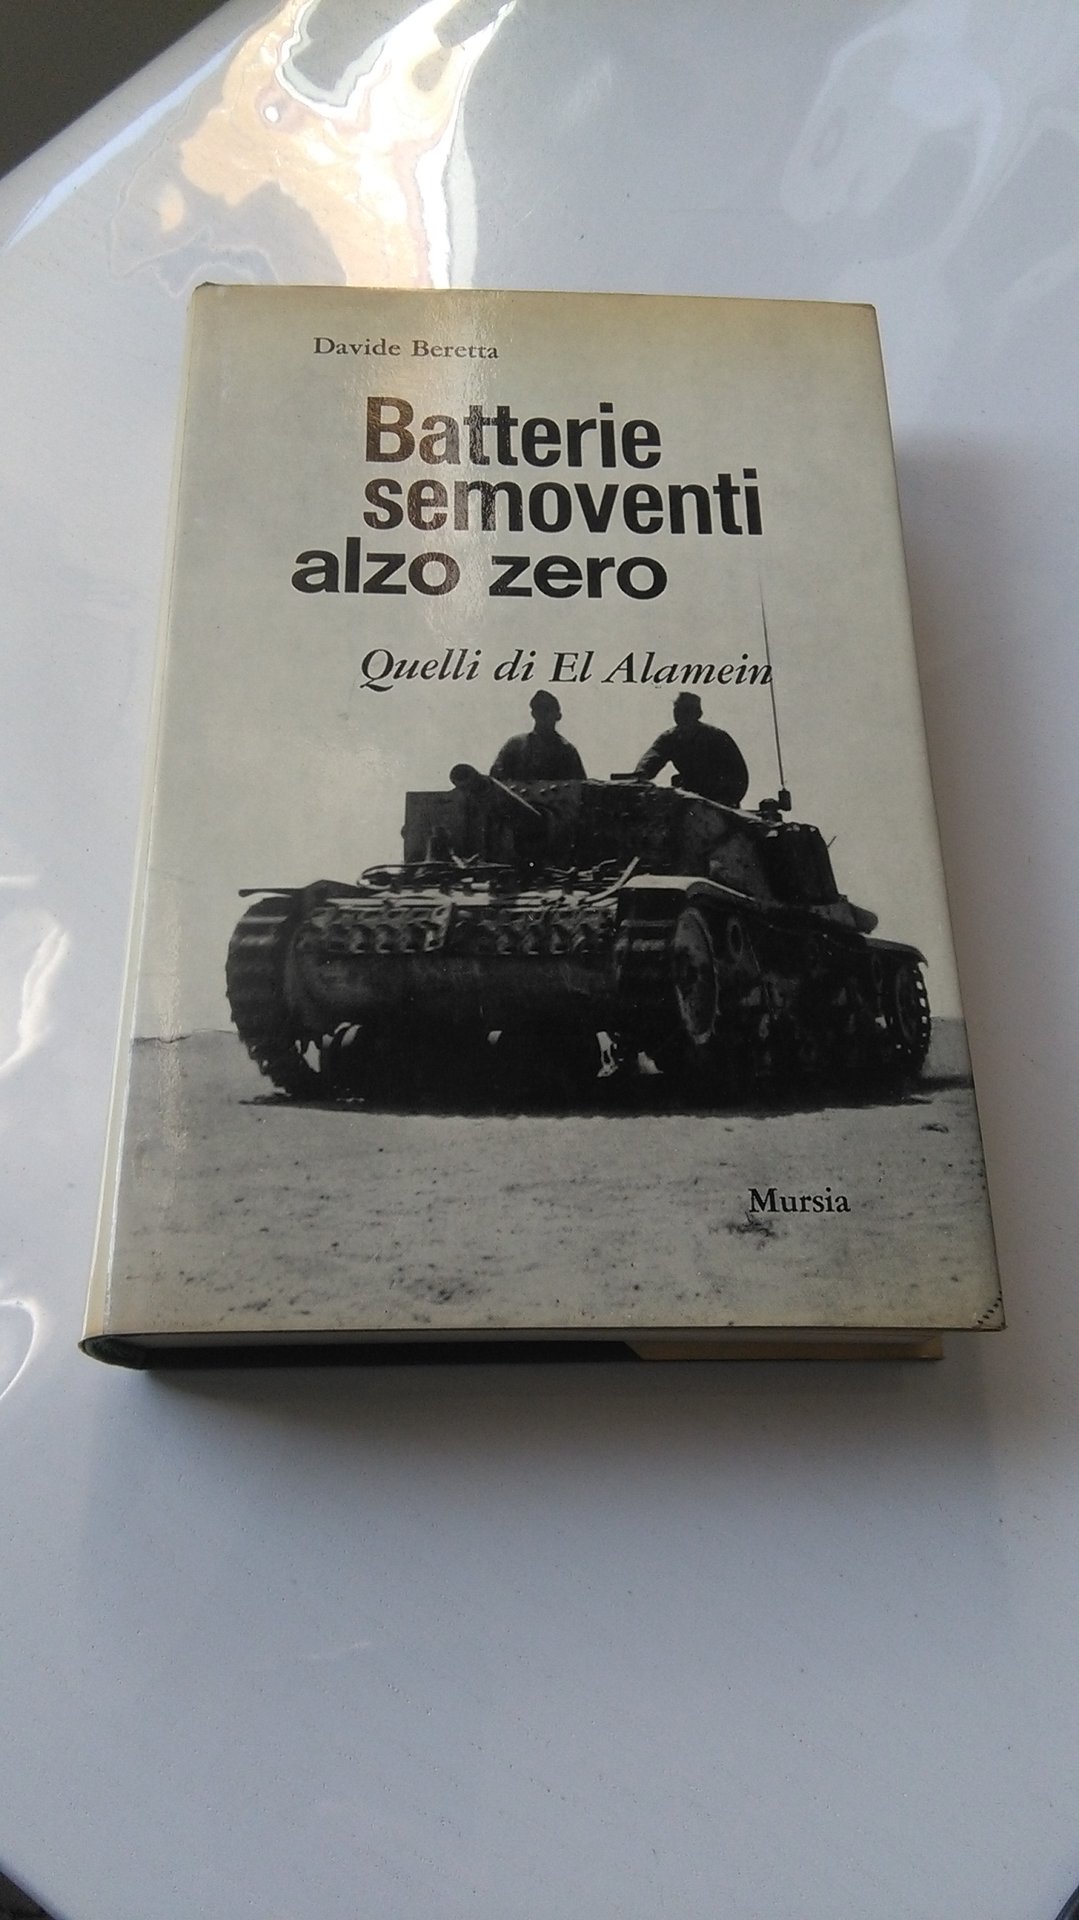 Davide Beretta
Batterie
semoventi
alzo zero
Quelli di El Alamein
Mursia